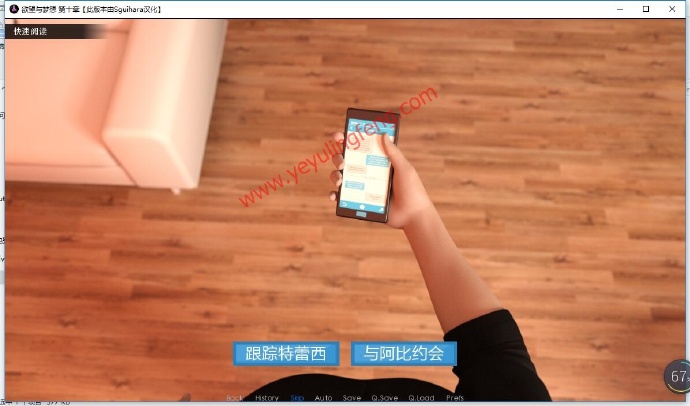 欲望与梦想 第十章【此版本由Sguihara汉化】
快速阅读
www.yeyulingfeng.com
跟踪特蕾西
与阿比约会
67
Back History Skip Auto Save Q.Save Q.Load Prefs